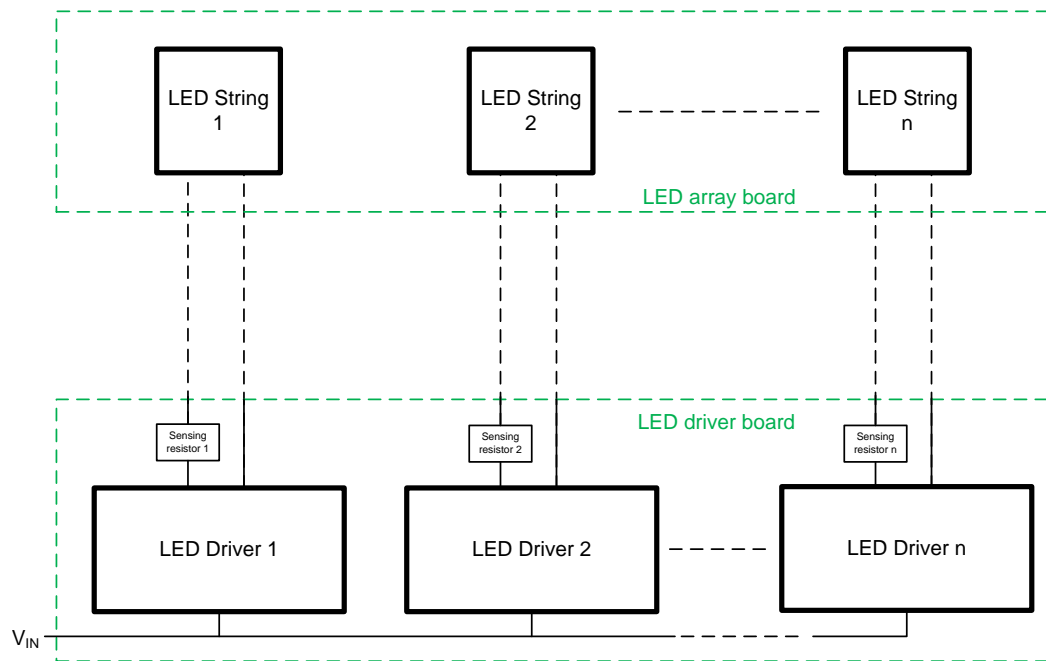 LED String
1
LED String
2
LED String
n
LED array board
LED driver board
Sensing
resistor 1
Sensing
resistor 2
Sensing
resistor n
LED Driver 1
LED Driver 2
LED Driver n
VIN